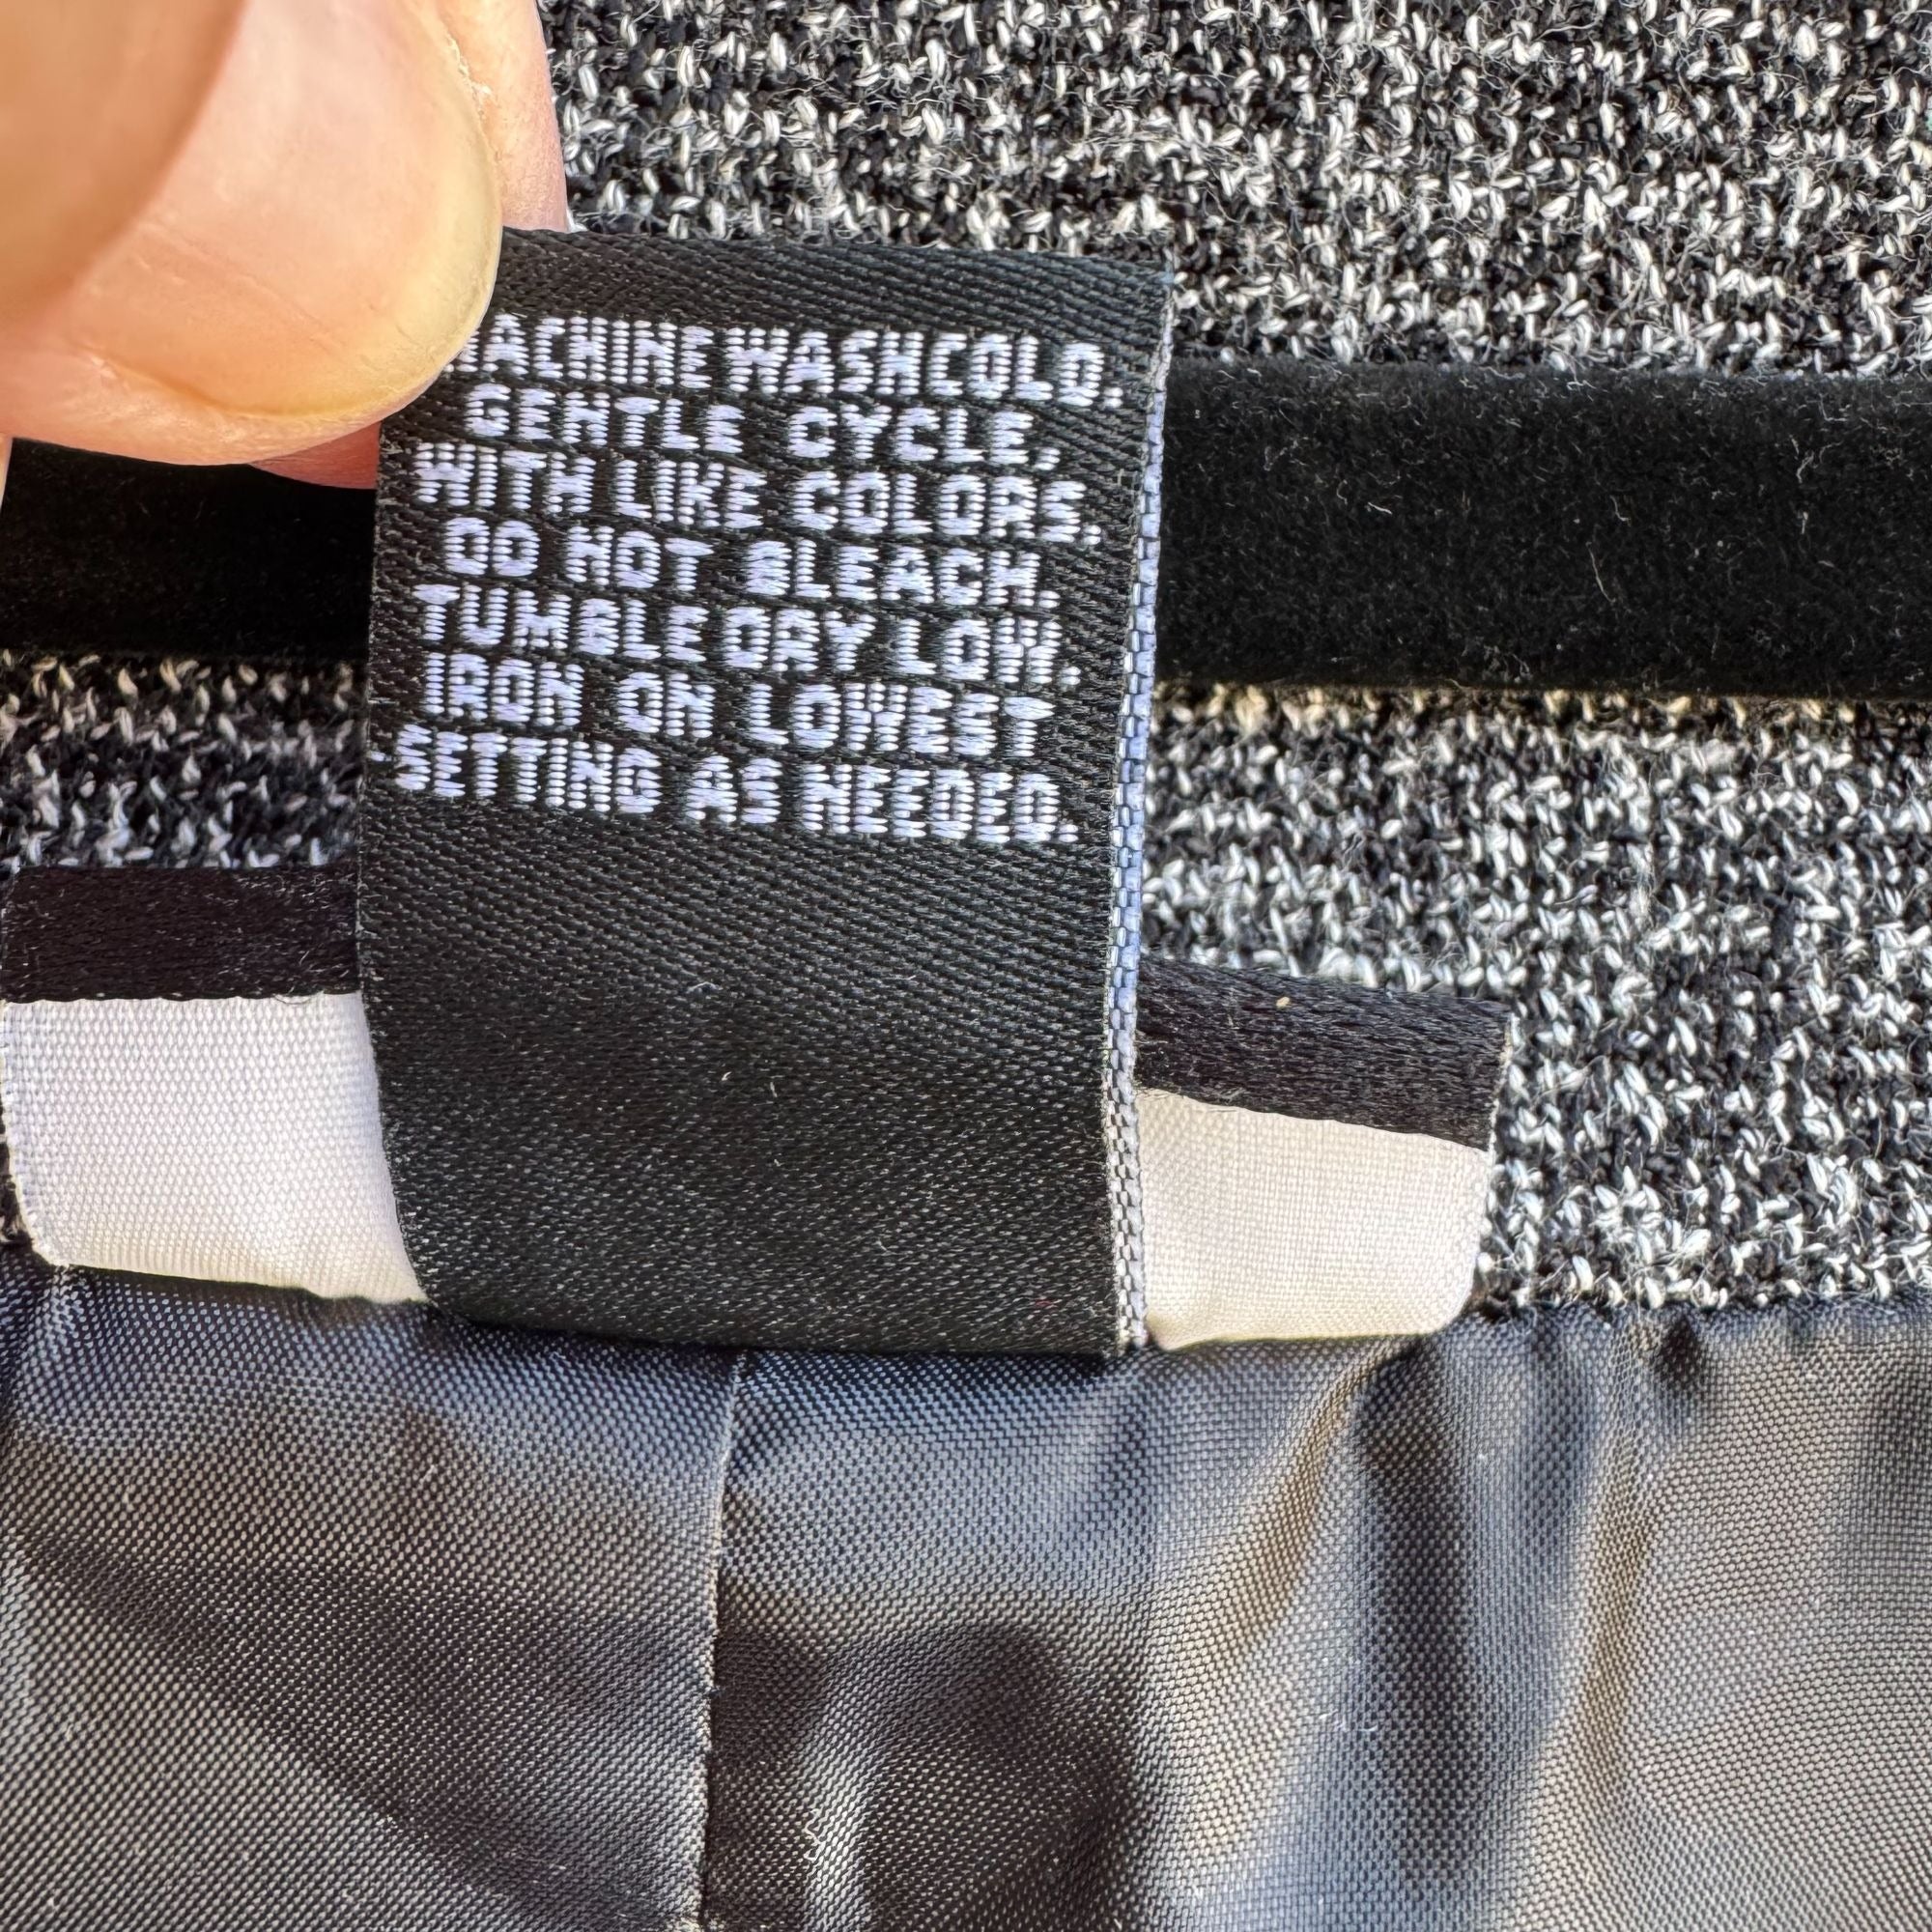 MACHINE WASH COLD.
GENTLE CYCLE.
WITH LIKE COLORS.
DO NOT BLEACH.
TUMBLE DRY LOW.
IRON ON LOWEST
SETTING AS NEEDED.